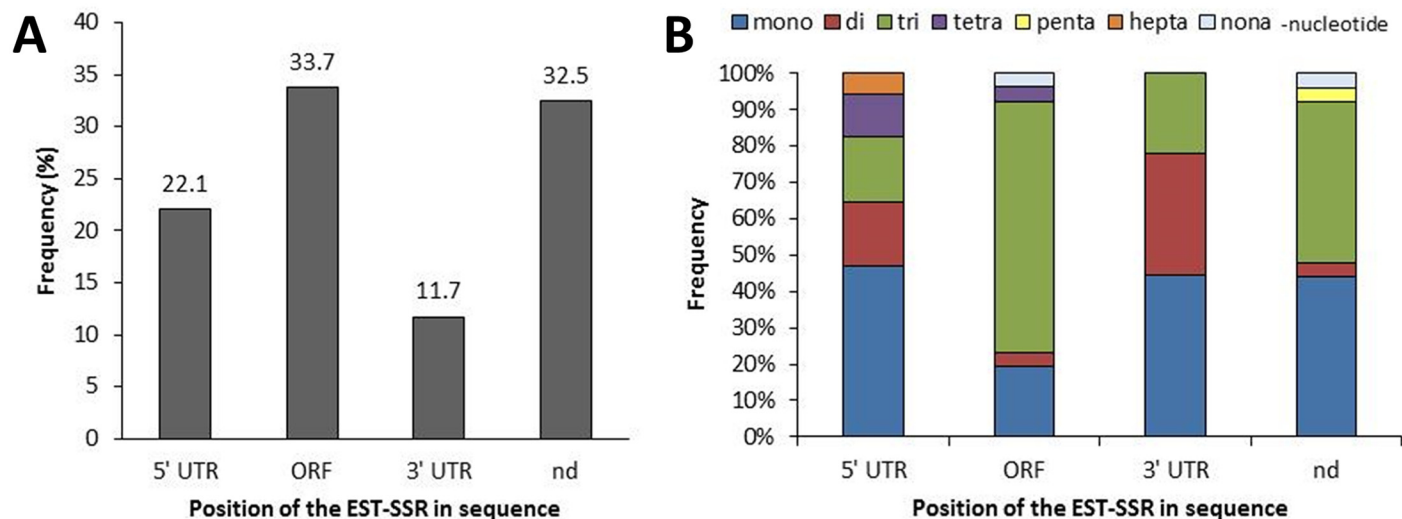 A
40
35
30
25
20
15
10
5
0
Frequency (%)
22.1
33.7
11.7
32.5
5' UTR ORF 3' UTR nd
Position of the EST-SSR in sequence
B
mono di tri tetra penta hepta nona -nucleotide
100%
90%
80%
70%
60%
50%
40%
30%
20%
10%
0%
Frequency
5' UTR ORF 3' UTR nd
Position of the EST-SSR in sequence